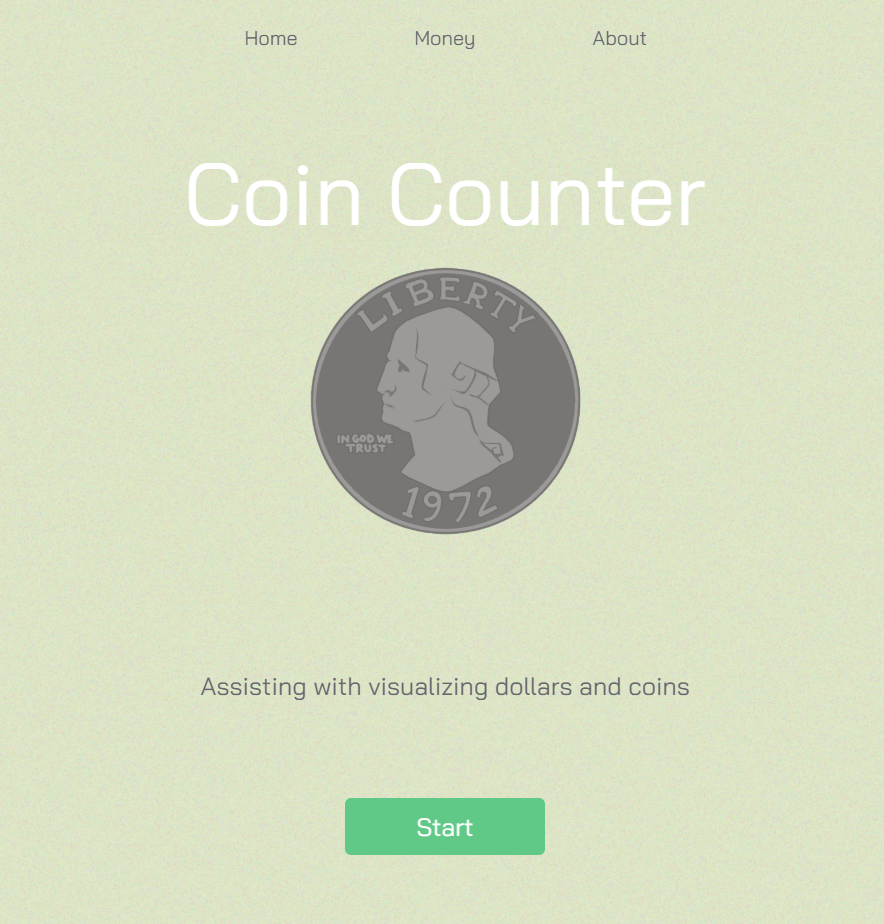 Home Money About
Coin Counter
LIBERTY
IN GOD WE
TRUST
1972
Assisting with visualizing dollars and coins
Start